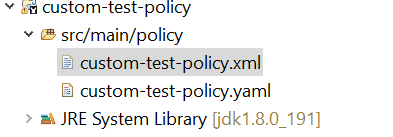 custom-test-policy
src/main/policy
custom-test-policy.xml
custom-test-policy.yaml
JRE System Library [jdk1.8.0_191]